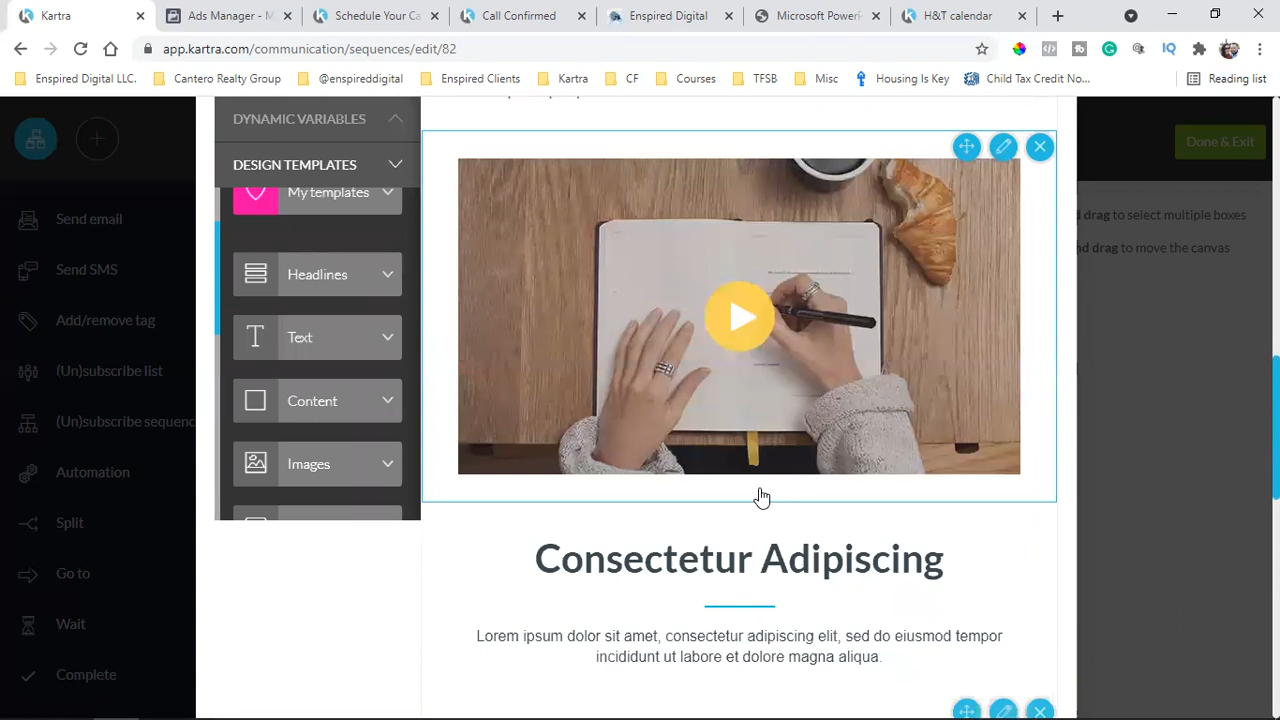 Kartra
Ads Manager - M
Schedule Your Ca
Call Confirmed
Enspired Digital
Microsoft Power
H&T calendar
app.kartra.com/communication/sequences/edit/82
Enspired Digital LLC.
Cantero Realty Group
@enspireddigital
Enspired Clients
Kartra
CF
Courses
TFSB
Misc
Housing Is Key
Child Tax Credit No...
Reading list
DYNAMIC VARIABLES
DESIGN TEMPLATES
My templates
Headlines
Text
Content
Images
Send email
Send SMS
Add/remove tag
(Un)subscribe list
(Un)subscribe sequenc
Automation
Split
Go to
Wait
Complete
Done & Exit
d drag to select multiple boxes
nd drag to move the canvas
Consectetur Adipiscing
Lorem ipsum dolor sit amet, consectetur adipiscing elit, sed do eiusmod tempor
incididunt ut labore et dolore magna aliqua.